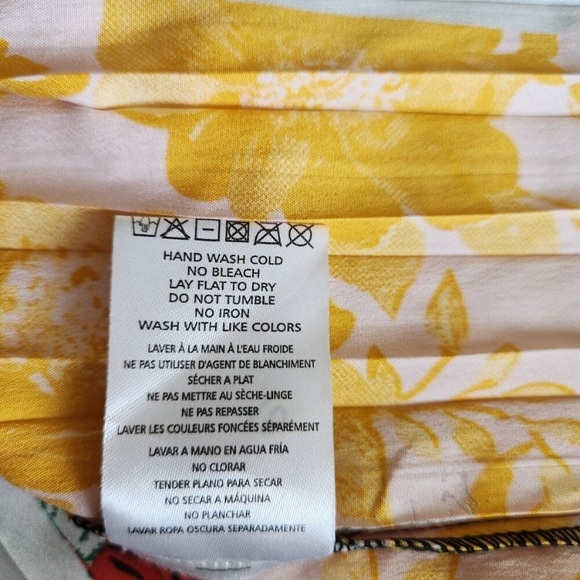 HAND WASH COLD
NO BLEACH
LAY FLAT TO DRY
DO NOT TUMBLE
NO IRON
WASH WITH LIKE COLORS
LAVER À LA MAIN À L'EAU FROIDE
NE PAS UTILISER D'AGENT DE BLANCHIMENT
SÉCHER A PLAT
NE PAS METTRE AU SÈCHE-LINGE
NE PAS REPASSER
LAVER LES COULEURS FONCÉES SÉPARÉMENT
LAVAR A MANO EN AGUA FRÍA
NO CLORAR
TENDER PLANO PARA SECAR
NO SECAR A MÁQUINA
NO PLANCHAR
LAVAR ROPA OSCURA SEPARADAMENTE